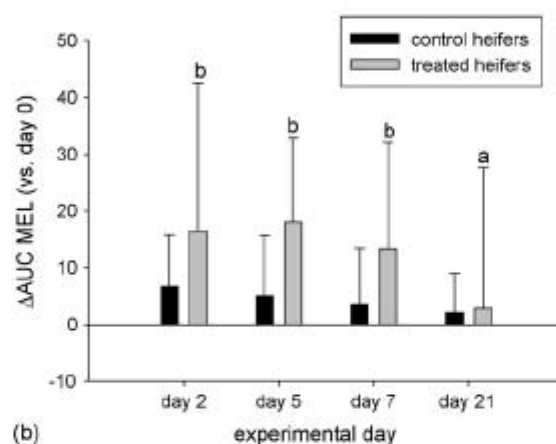 50
40
30
20
10
0
-10
ΔAUC MEL (vs. day 0)
control heifers
treated heifers
b
b
b
a
day 2 day 5 day 7 day 21
(b) experimental day